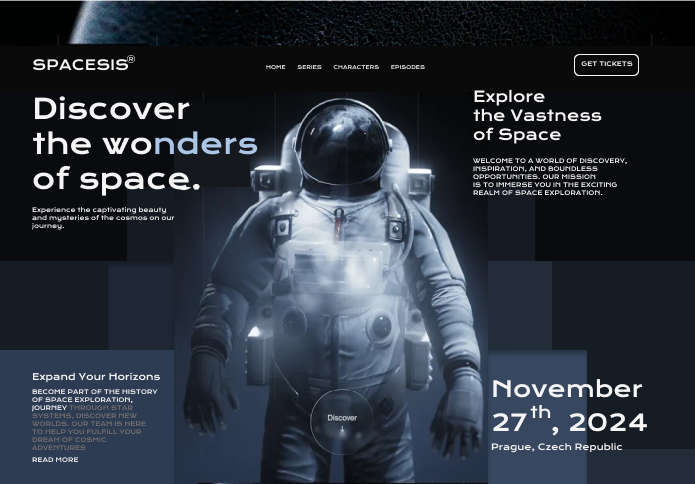 SPACESIS®
HOME SERIES CHARACTERS EPISODES
GET TICKETS
Discover
the wonders
of space.
Experience the captivating beauty
and mysteries of the cosmos on our
journey.
Explore
the Vastness
of Space
WELCOME TO A WORLD OF DISCOVERY,
INSPIRATION, AND BOUNDLESS
OPPORTUNITIES. OUR MISSION
IS TO IMMERSE YOU IN THE EXCITING
REALM OF SPACE EXPLORATION.
Expand Your Horizons
BECOME PART OF THE HISTORY
OF SPACE EXPLORATION,
JOURNEY THROUGH STAR
SYSTEMS, DISCOVER NEW
WORLDS. OUR TEAM IS HERE
TO HELP YOU FULFILL YOUR
DREAM OF COSMIC
ADVENTURES
READ MORE
Discover
↓
November
27th, 2024
Prague, Czech Republic